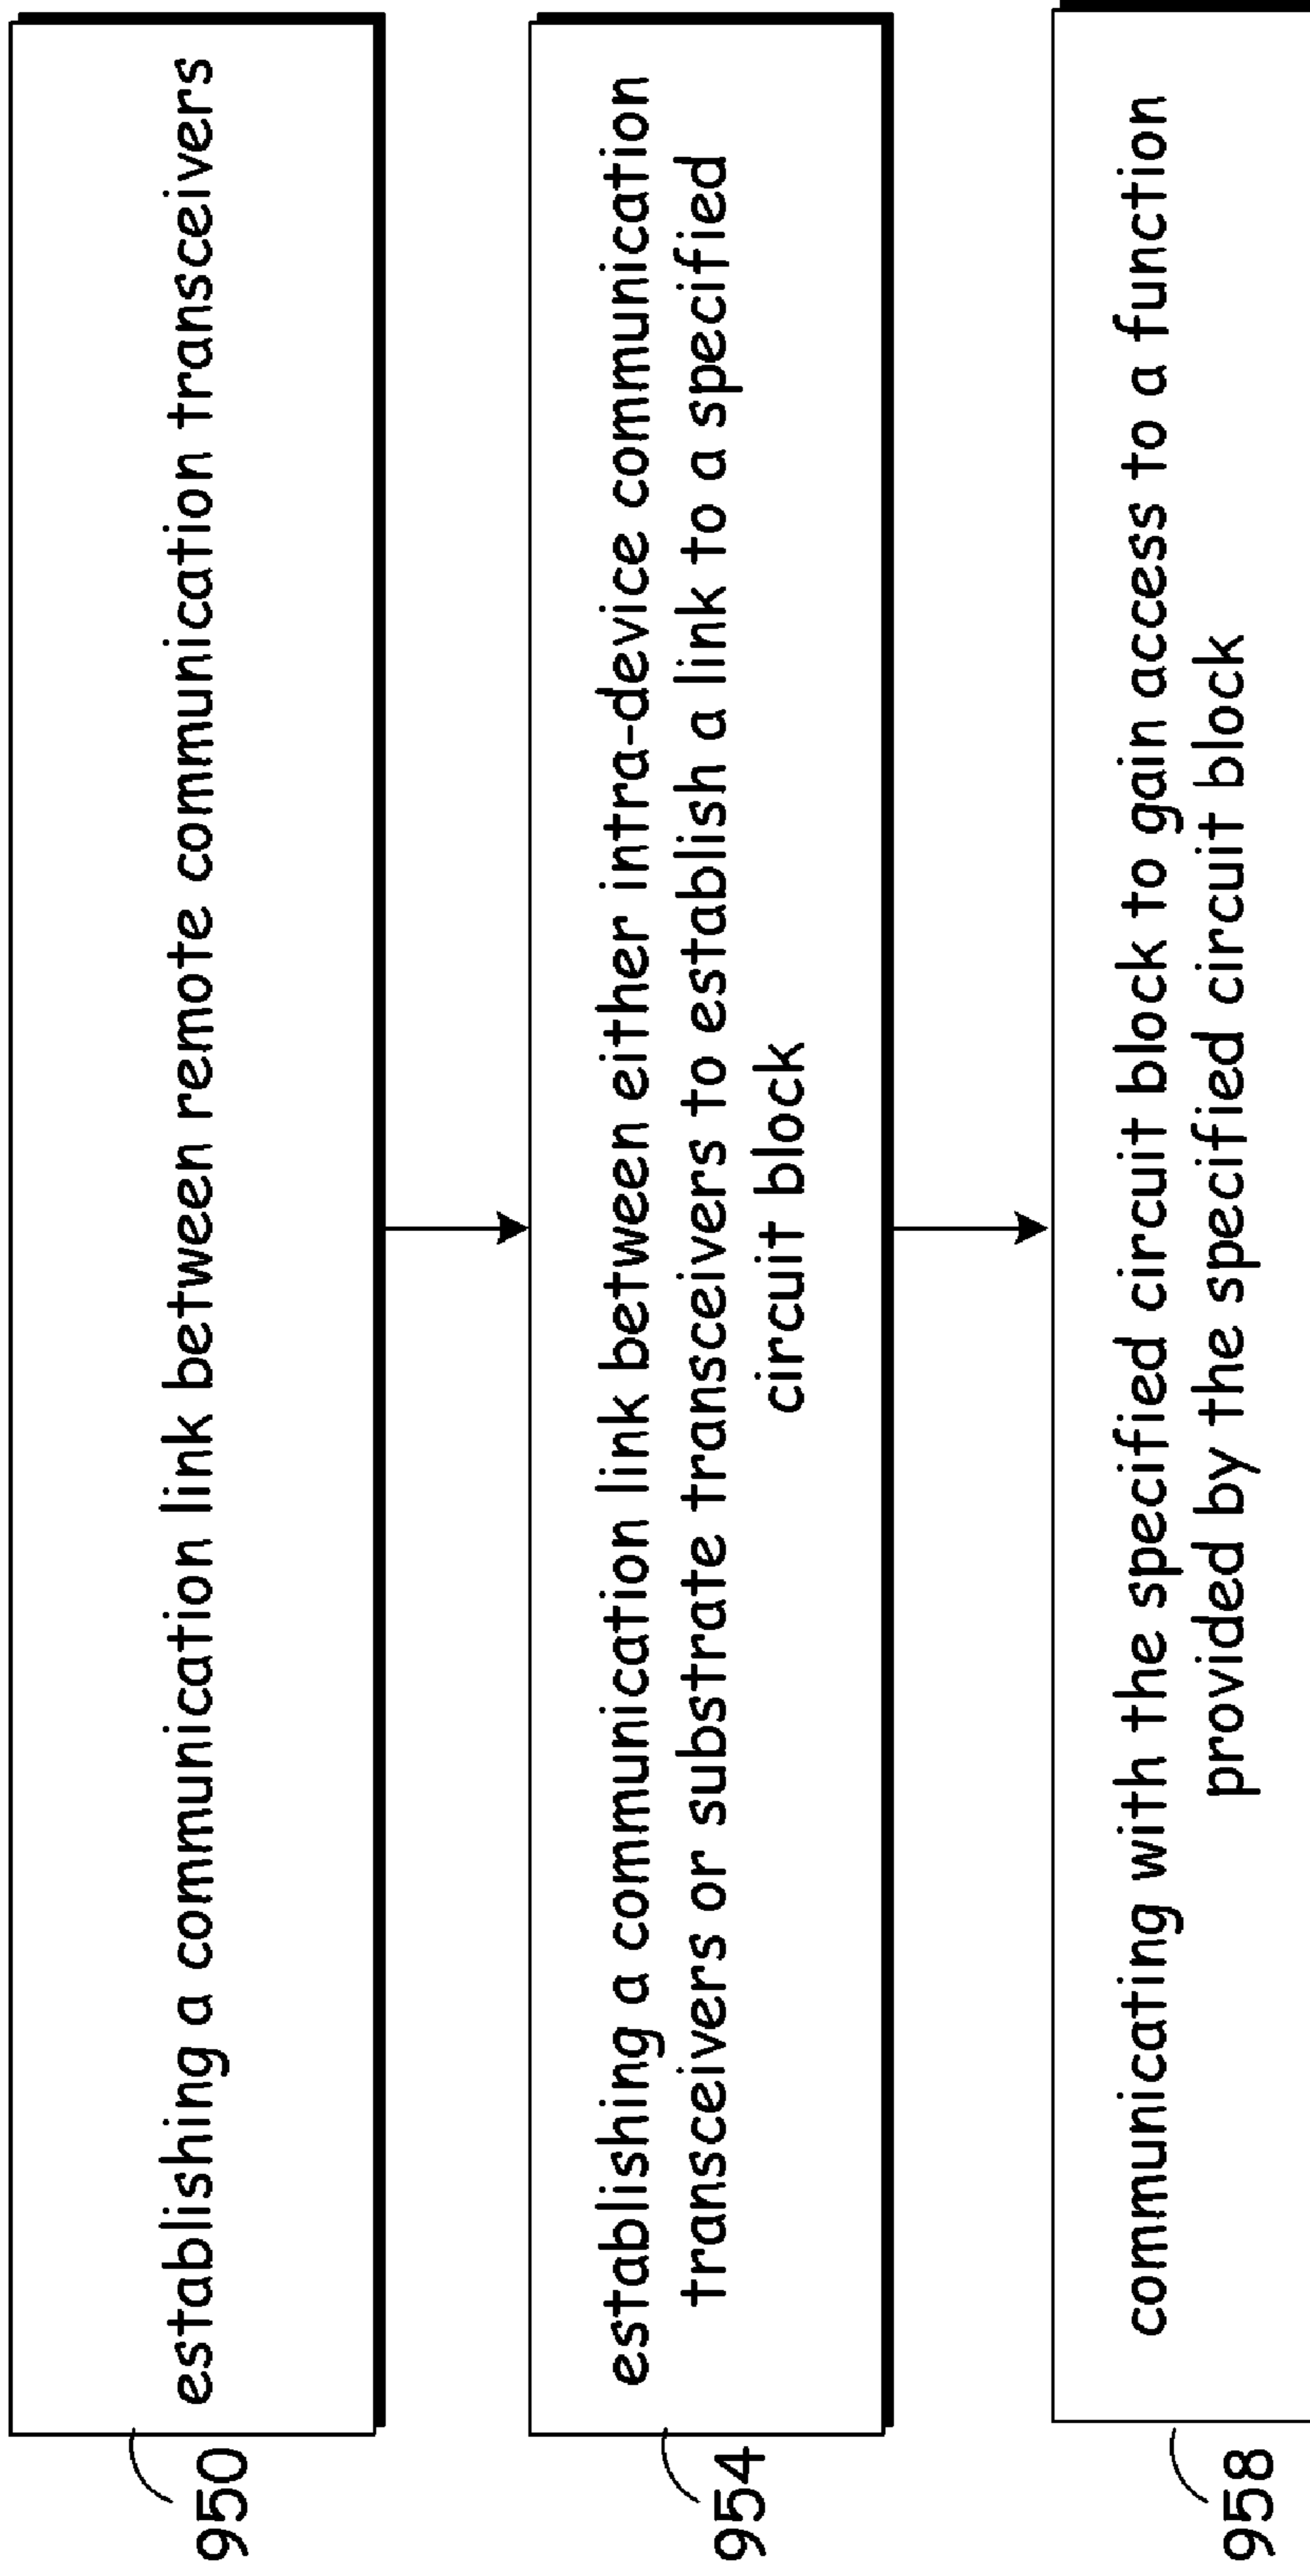 950
establishing a communication link between remote communication transceivers
954
establishing a communication link between either intra-device communication
transceivers or substrate transceivers to establish a link to a specified
circuit block
958
communicating with the specified circuit block to gain access to a function
provided by the specified circuit block